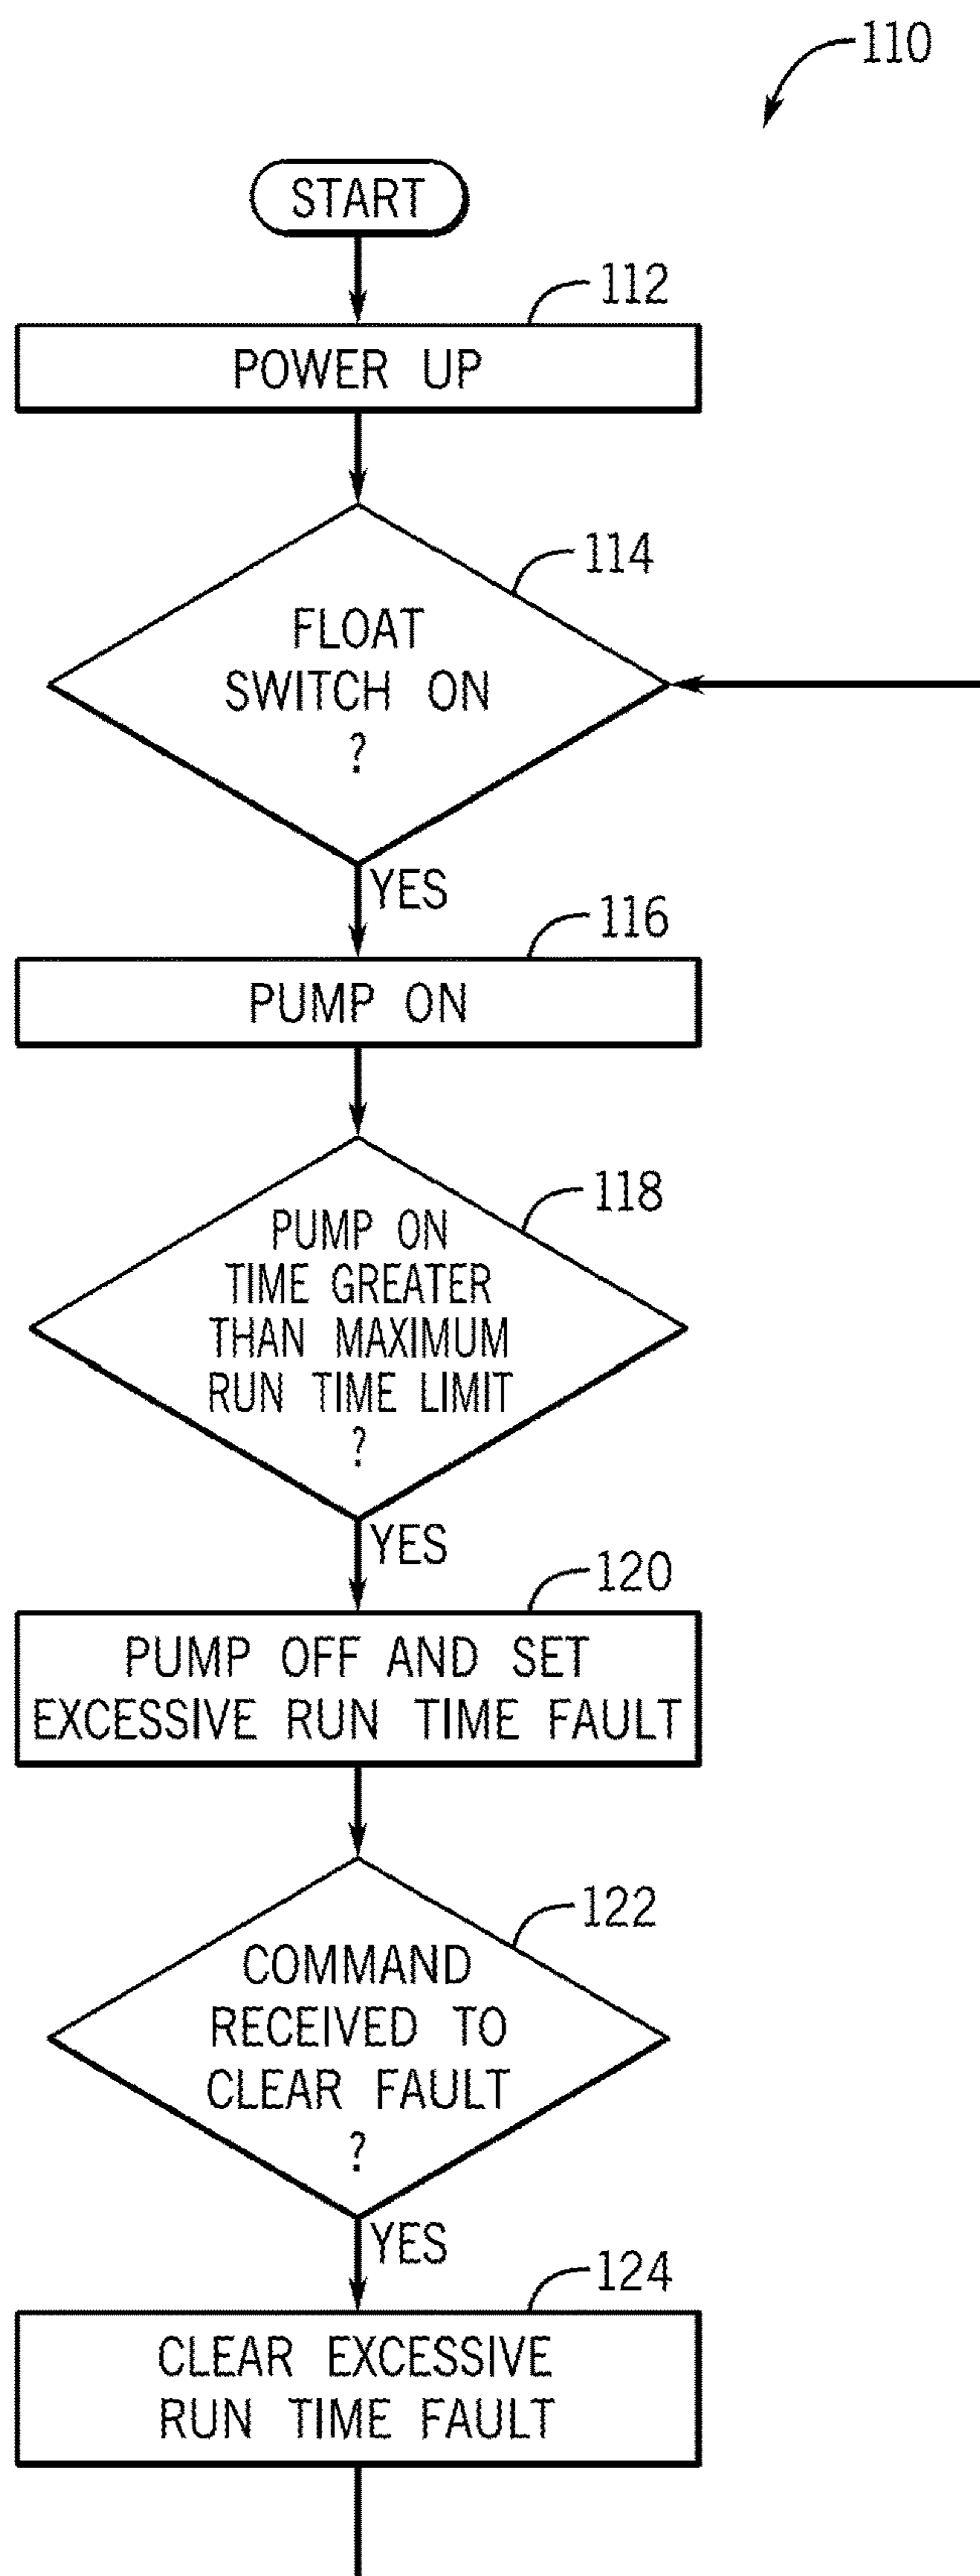 110
START
112
POWER UP
114
FLOAT
SWITCH ON
?
YES
116
PUMP ON
118
PUMP ON
TIME GREATER
THAN MAXIMUM
RUN TIME LIMIT
?
YES
120
PUMP OFF AND SET
EXCESSIVE RUN TIME FAULT
122
COMMAND
RECEIVED TO
CLEAR FAULT
?
YES
124
CLEAR EXCESSIVE
RUN TIME FAULT